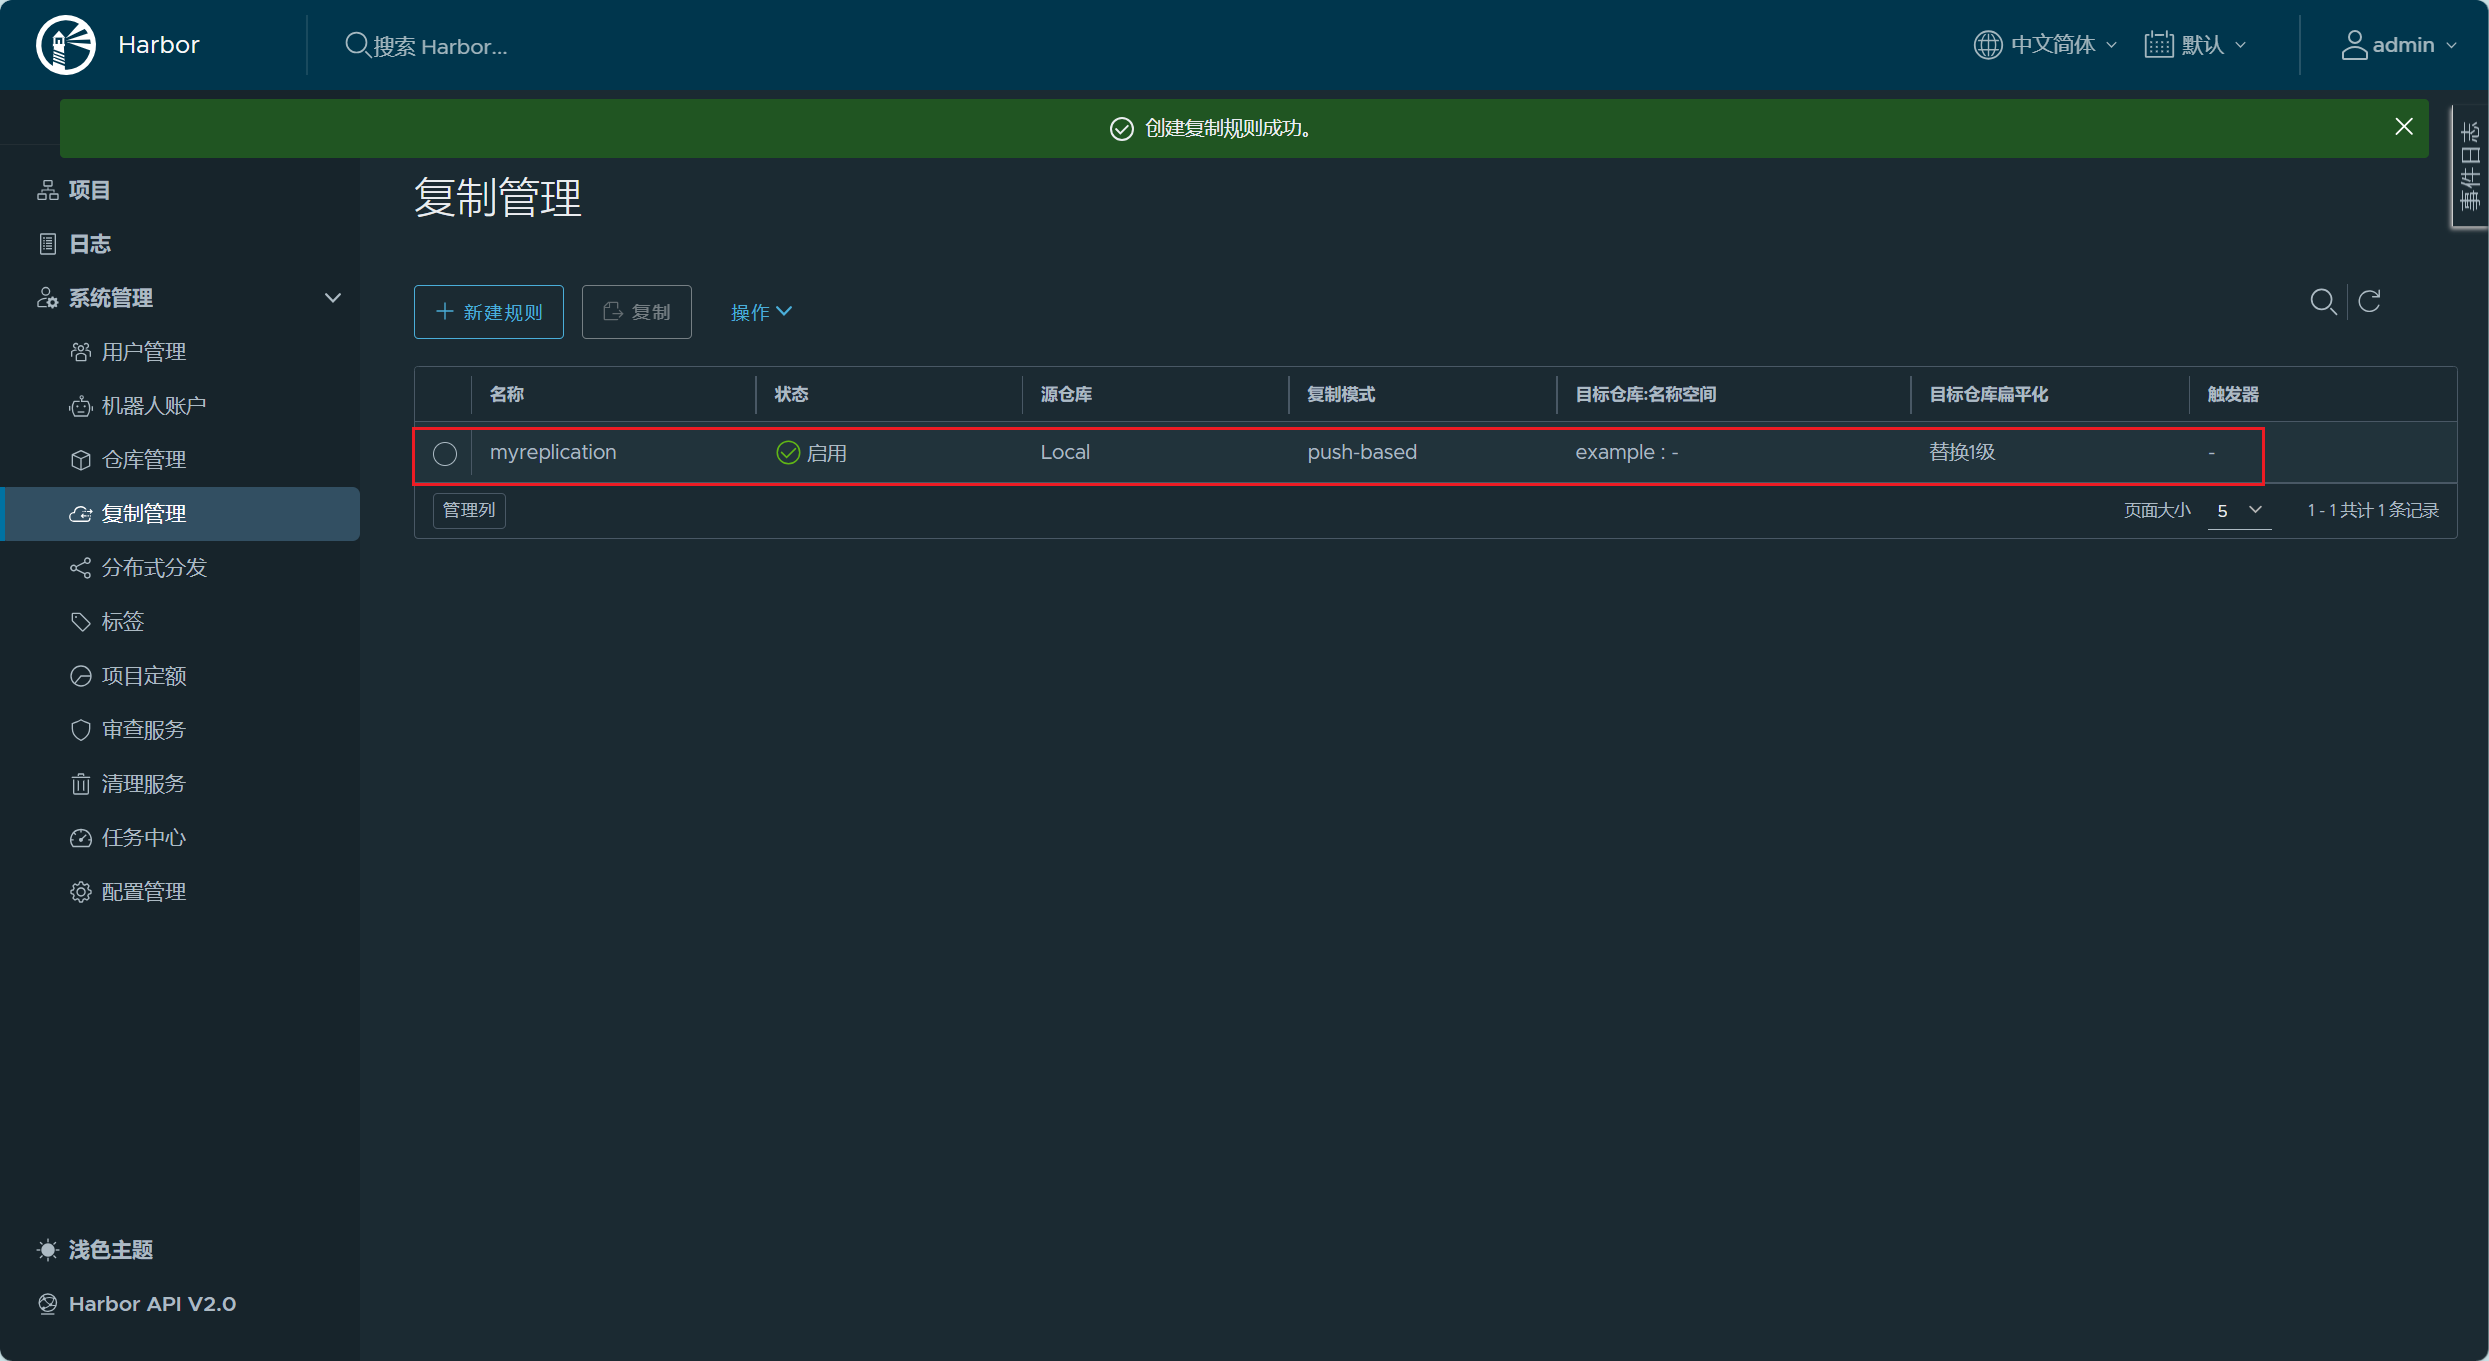 Harbor
搜索 Harbor...
中文简体
默认
admin
创建复制规则成功。
事件日志
项目
日志
系统管理
用户管理
机器人账户
仓库管理
复制管理
分布式分发
标签
项目定额
审查服务
清理服务
任务中心
配置管理
浅色主题
Harbor API V2.0
复制管理
新建规则
复制
操作
名称 状态 源仓库 复制模式 目标仓库:名称空间 目标仓库扁平化 触发器
myreplication 启用 Local push-based example : - 替换1级 -
管理列
页面大小 5 1 - 1 共计 1 条记录